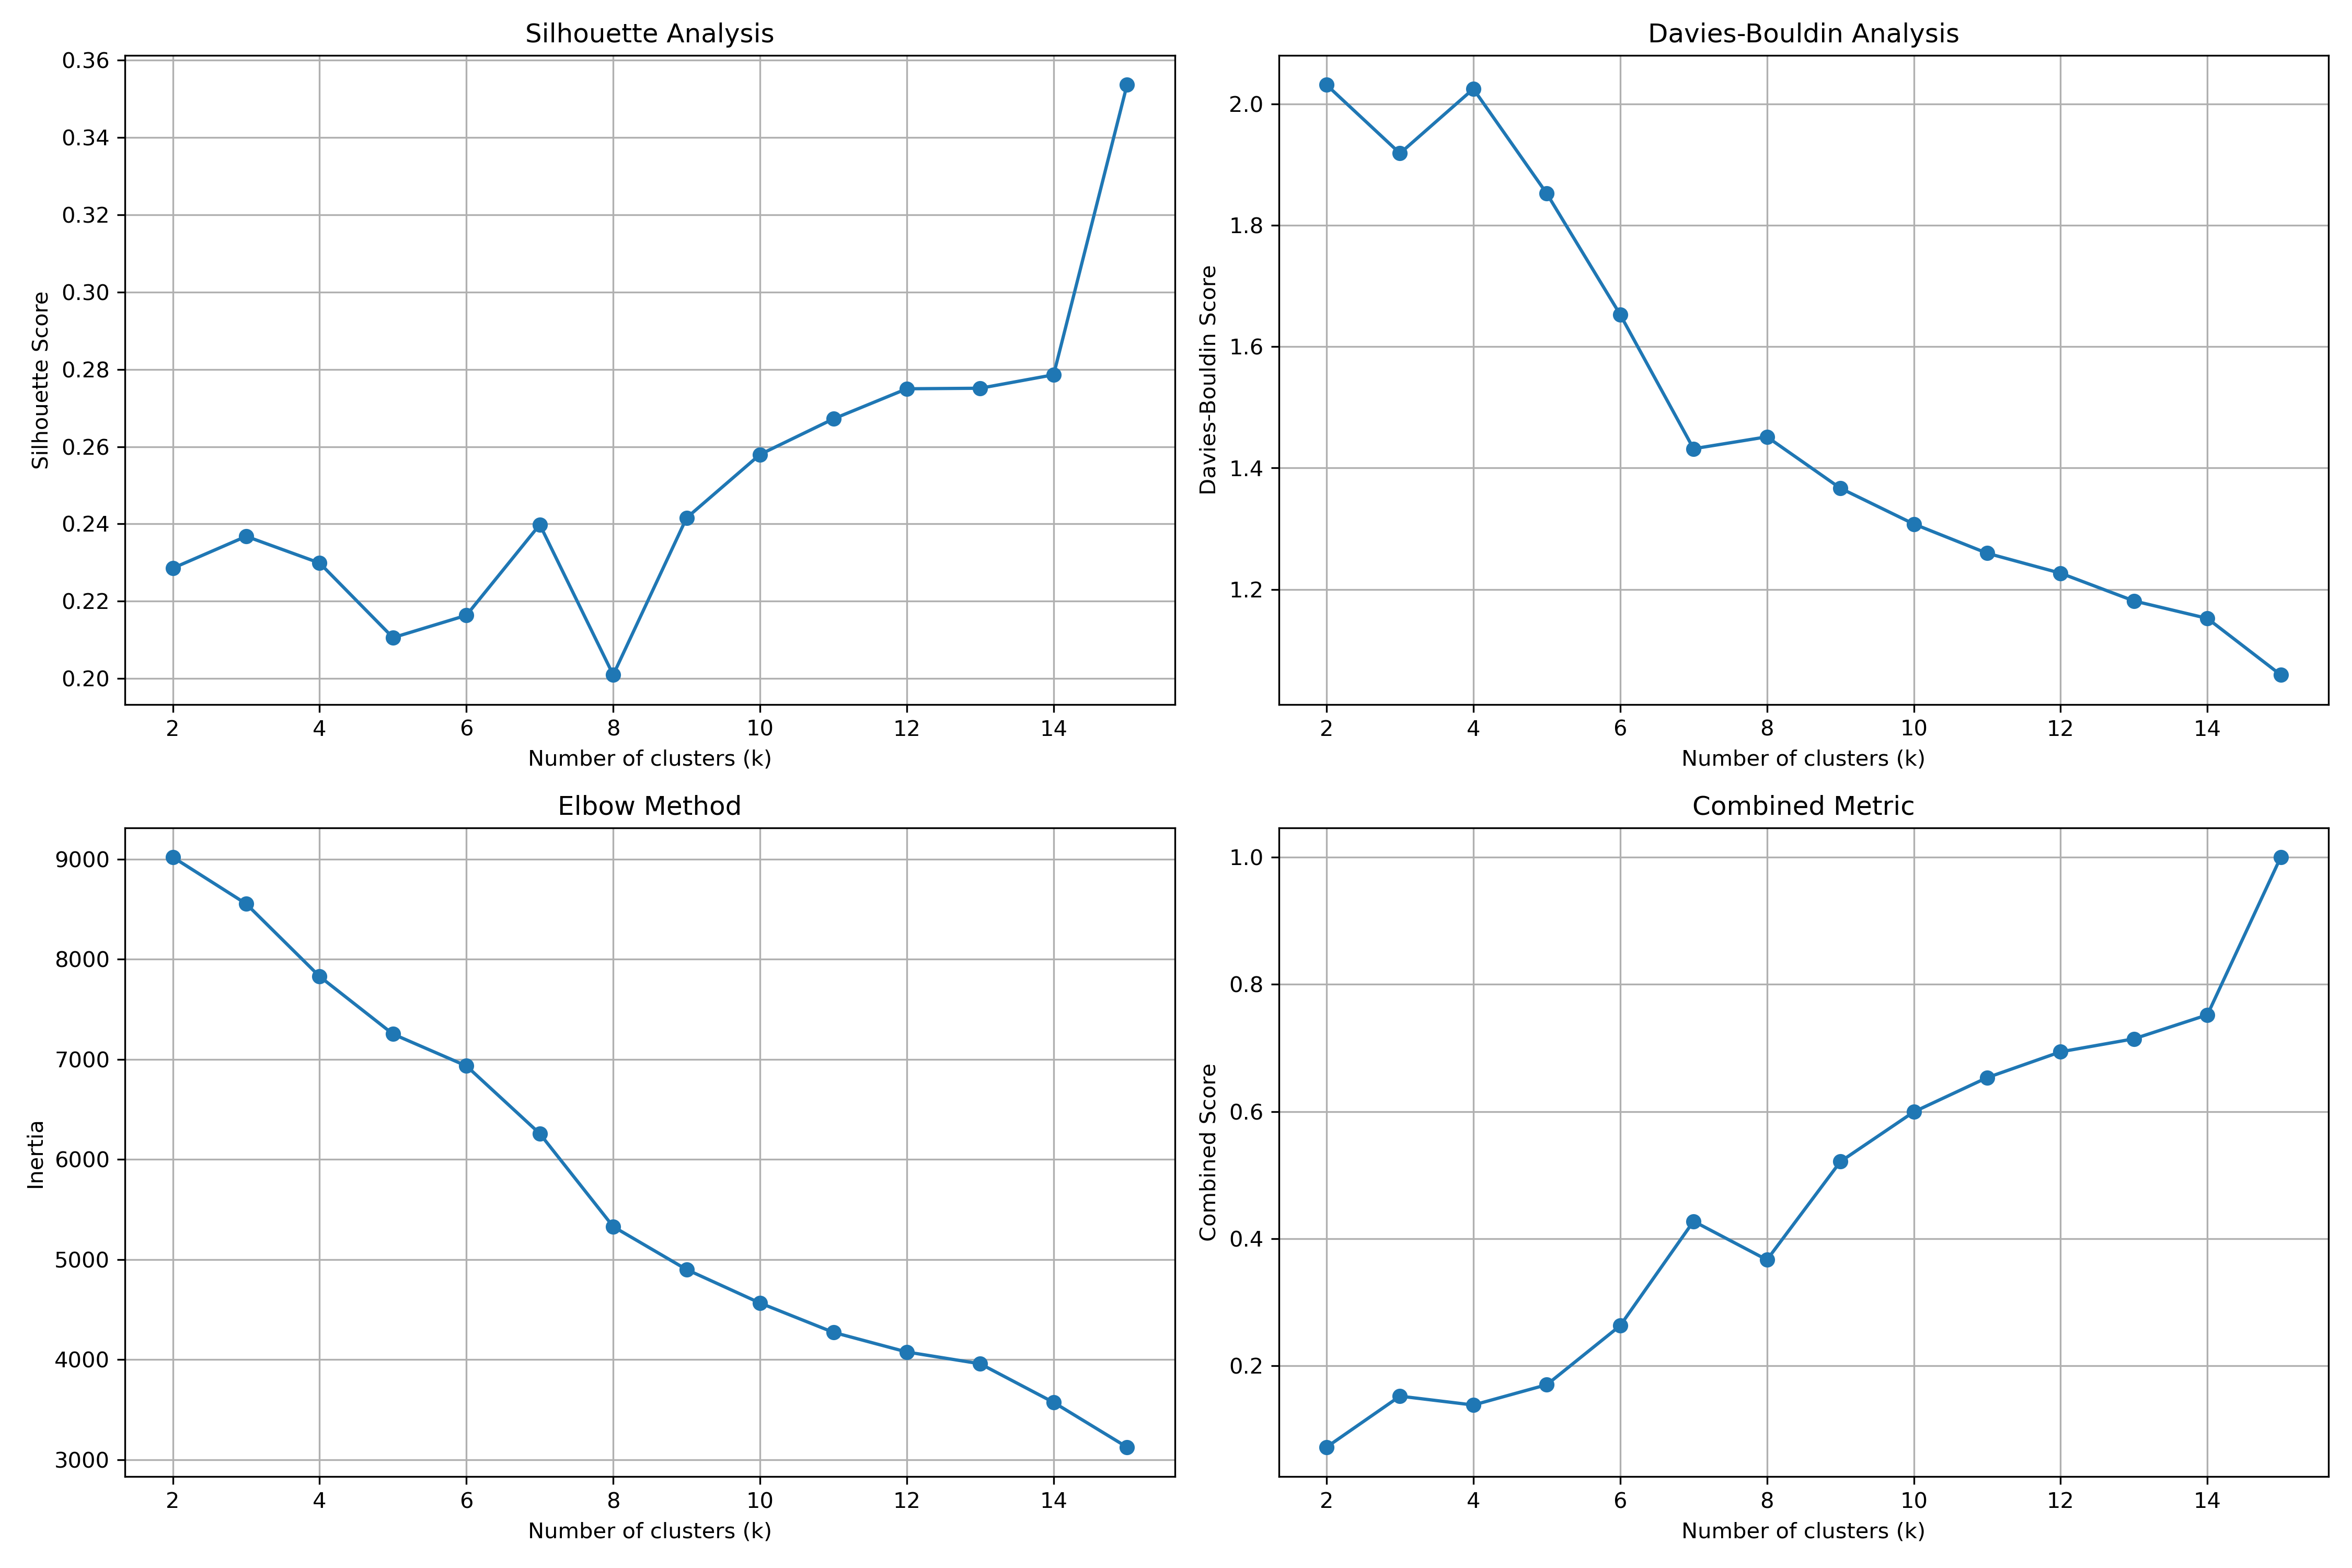 Silhouette Analysis
0.36
0.34
0.32
0.30
0.28
0.26
0.24
0.22
0.20
Silhouette Score
2 4 6 8 10 12 14
Number of clusters (k)
Davies-Bouldin Analysis
2.0
1.8
1.6
1.4
1.2
Davies-Bouldin Score
2 4 6 8 10 12 14
Number of clusters (k)
Elbow Method
9000
8000
7000
6000
5000
4000
3000
Inertia
2 4 6 8 10 12 14
Number of clusters (k)
Combined Metric
1.0
0.8
0.6
0.4
0.2
Combined Score
2 4 6 8 10 12 14
Number of clusters (k)